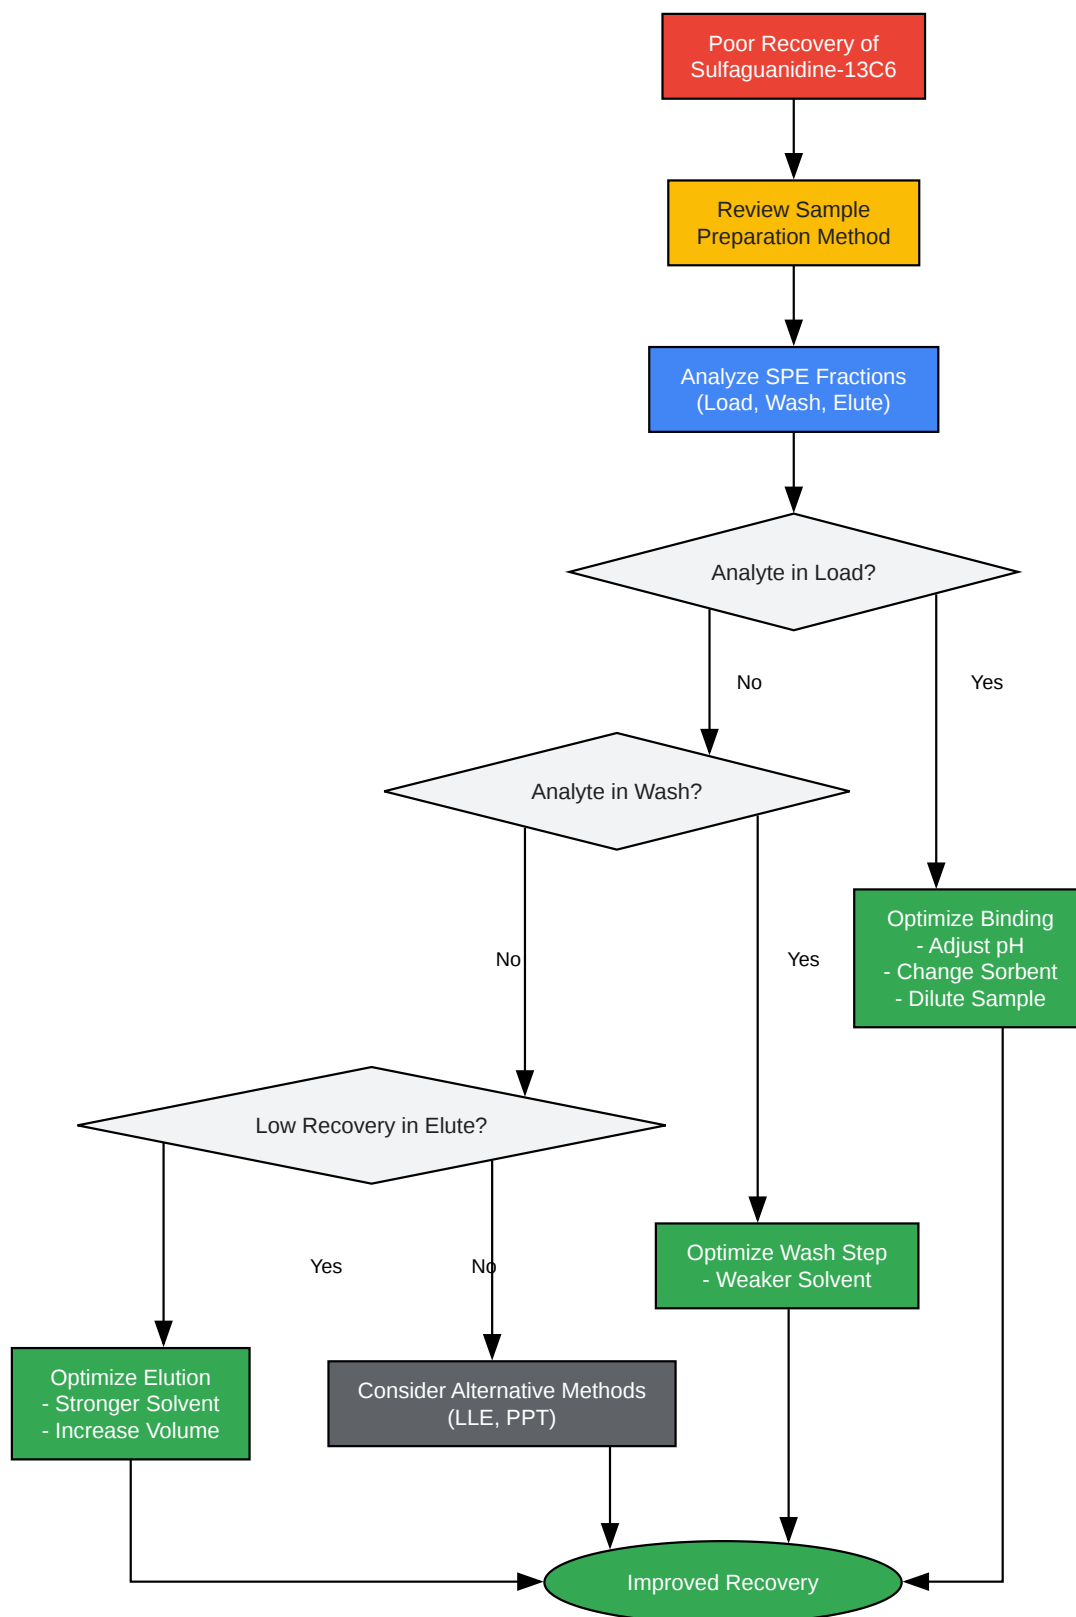 Poor Recovery of
Sulfaguanidine-13C6
Review Sample
Preparation Method
Analyze SPE Fractions
(Load, Wash, Elute)
Analyte in Load?
No
Yes
Analyte in Wash?
Optimize Binding
- Adjust pH
- Change Sorbent
- Dilute Sample
No
Yes
Low Recovery in Elute?
Yes
No
Optimize Wash Step
- Weaker Solvent
Optimize Elution
- Stronger Solvent
- Increase Volume
Consider Alternative Methods
(LLE, PPT)
Improved Recovery